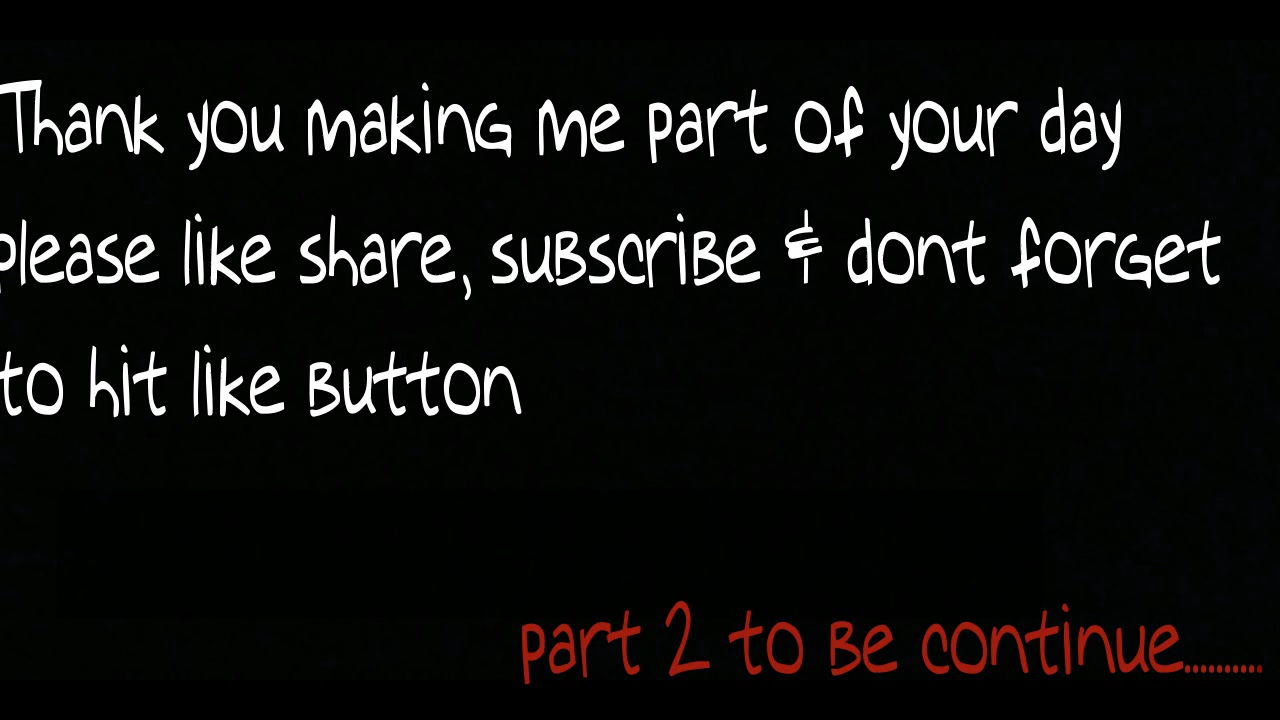 Thank you making me part of your day
please like share, subscribe & dont forget
to hit like button
part 2 to be continue..........